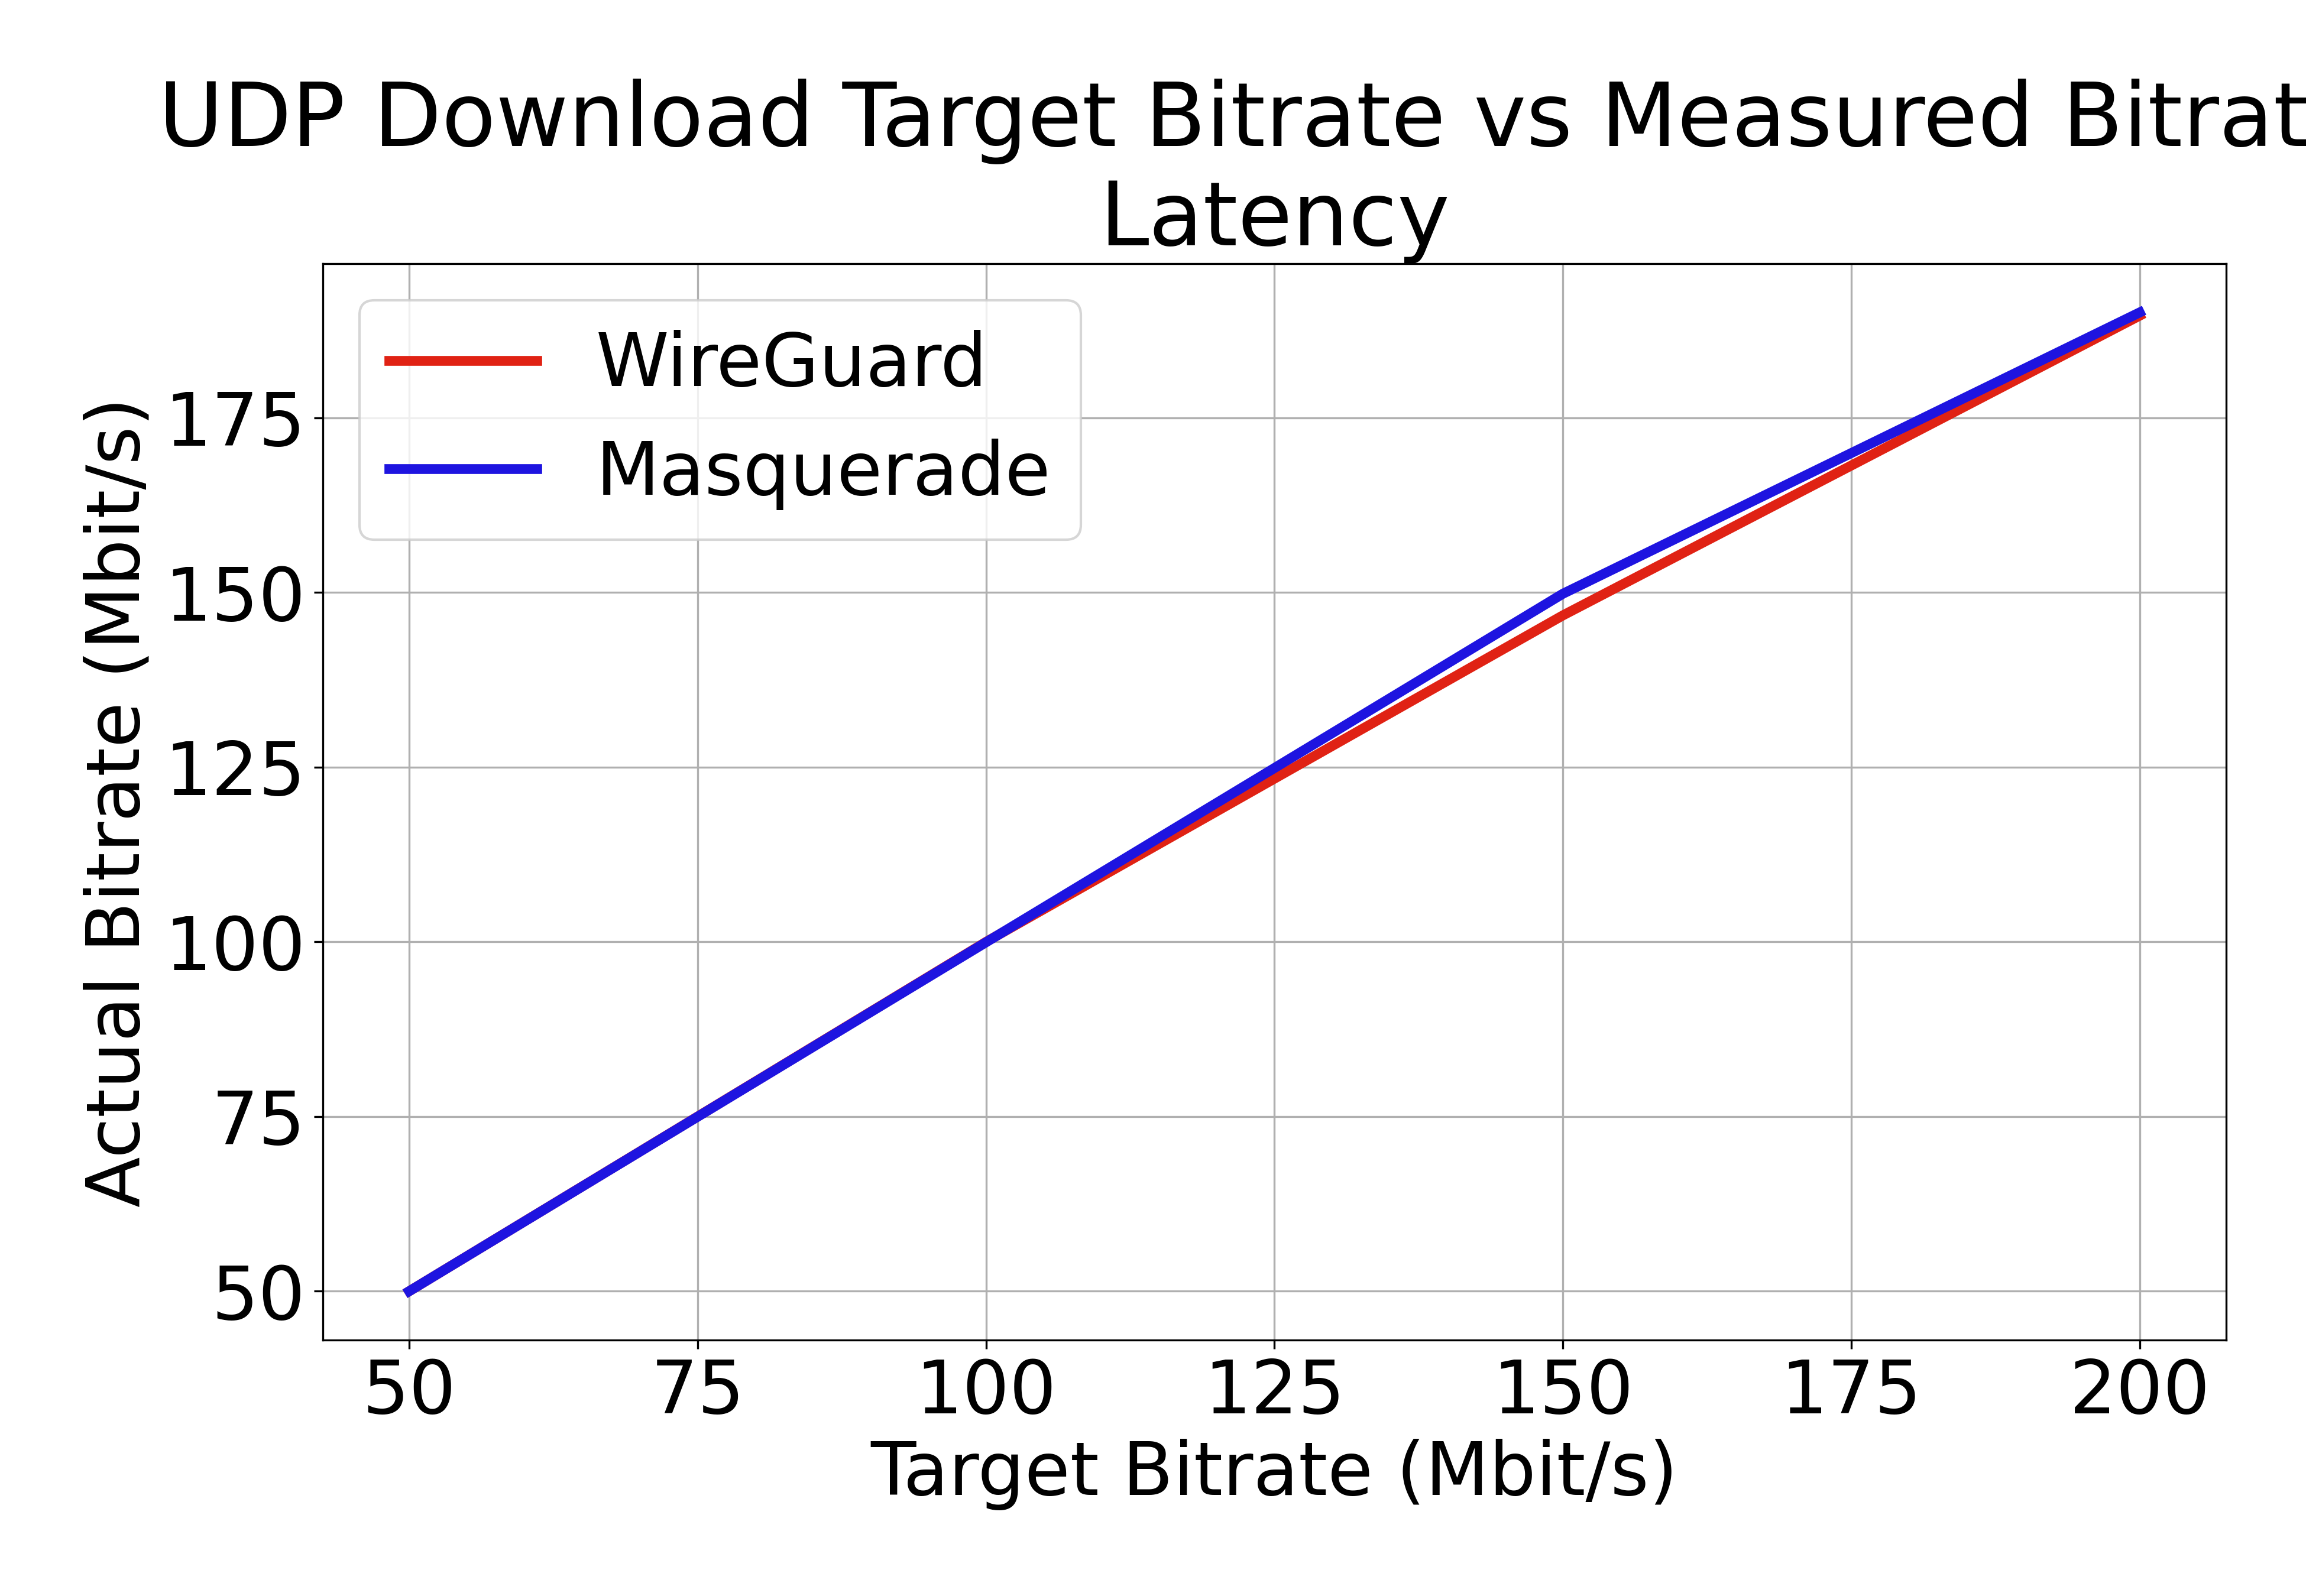 UDP Download Target Bitrate vs Measured Bitrat
Latency
WireGuard
Masquerade
Actual Bitrate (Mbit/s)
175
150
125
100
75
50
50 75 100 125 150 175 200
Target Bitrate (Mbit/s)